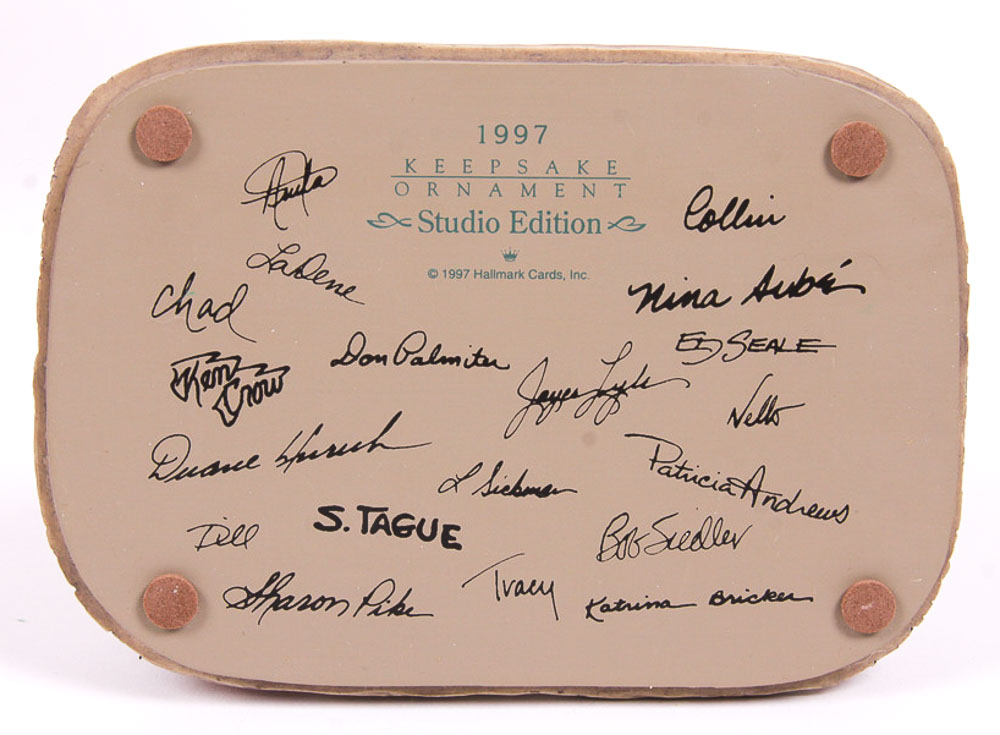 1997
KEEPSAKE
ORNAMENT
Studio Edition
© 1997 Hallmark Cards, Inc.
Anita
Collin
LaDene
Chad
Nina Aubé
Ken Crow
Don Palmiter
Ed SEALE
Joyce Lyle
Nello
Duane Unruh
L Sickman
Patricia Andrews
Dill
S. TAGUE
Bob Siedler
Sharon Pike
Tracy
Katrina Bricker